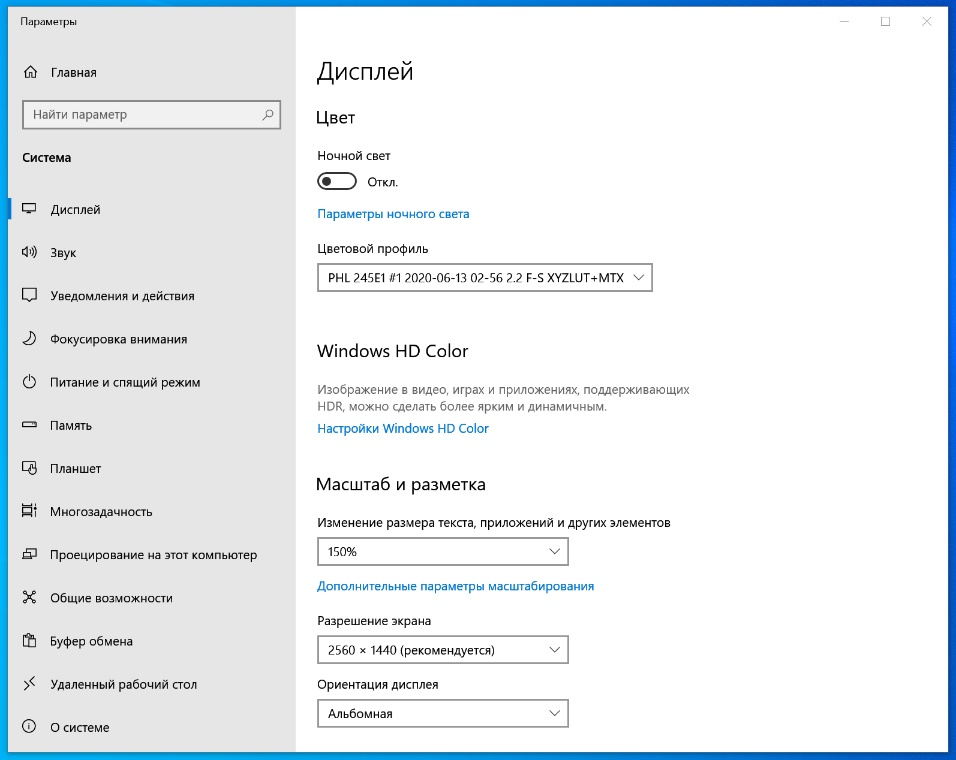 Параметры
Главная
Найти параметр
Система
Дисплей
Звук
Уведомления и действия
Фокусировка внимания
Питание и спящий режим
Память
Планшет
Многозадачность
Проецирование на этот компьютер
Общие возможности
Буфер обмена
Удаленный рабочий стол
О системе
Дисплей
Цвет
Ночной свет
Откл.
Параметры ночного света
Цветовой профиль
PHL 245E1 #1 2020-06-13 02-56 2.2 F-S XYZLUT+MTX
Windows HD Color
Изображение в видео, играх и приложениях, поддерживающих
HDR, можно сделать более ярким и динамичным.
Настройки Windows HD Color
Масштаб и разметка
Изменение размера текста, приложений и других элементов
150%
Дополнительные параметры масштабирования
Разрешение экрана
2560 × 1440 (рекомендуется)
Ориентация дисплея
Альбомная